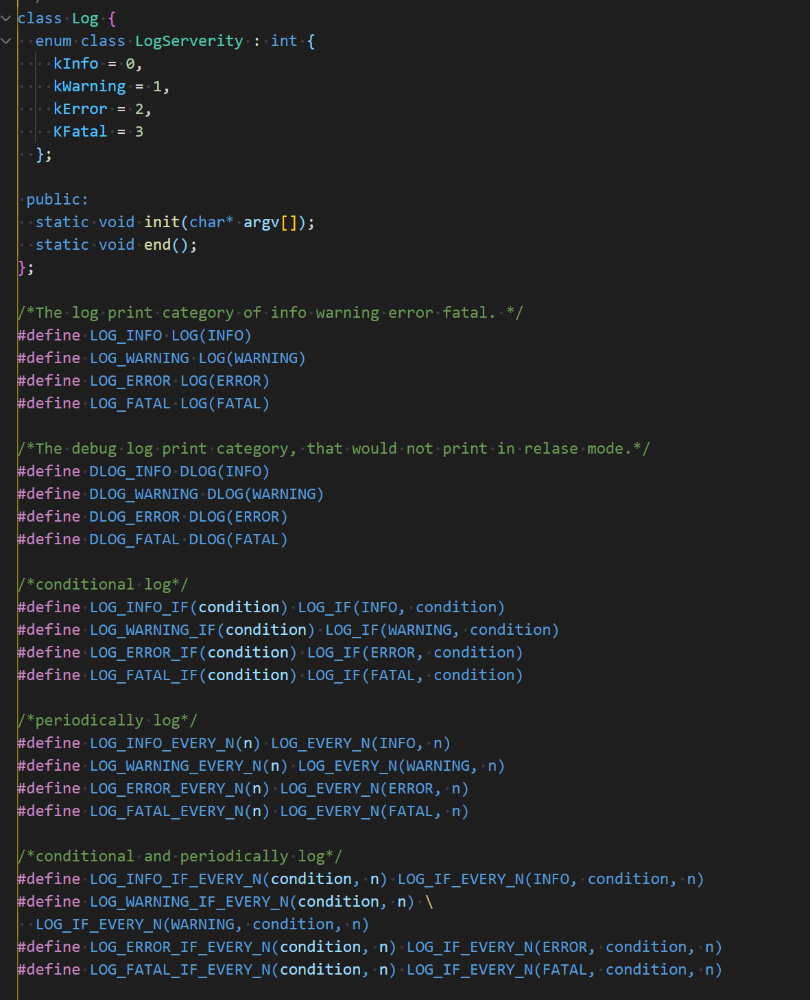 class Log {
  enum class LogServerity : int {
    kInfo = 0,
    kWarning = 1,
    kError = 2,
    KFatal = 3
  };

 public:
  static void init(char* argv[]);
  static void end();
};

/*The log print category of info warning error fatal. */
#define LOG_INFO LOG(INFO)
#define LOG_WARNING LOG(WARNING)
#define LOG_ERROR LOG(ERROR)
#define LOG_FATAL LOG(FATAL)

/*The debug log print category, that would not print in relase mode.*/
#define DLOG_INFO DLOG(INFO)
#define DLOG_WARNING DLOG(WARNING)
#define DLOG_ERROR DLOG(ERROR)
#define DLOG_FATAL DLOG(FATAL)

/*conditional log*/
#define LOG_INFO_IF(condition) LOG_IF(INFO, condition)
#define LOG_WARNING_IF(condition) LOG_IF(WARNING, condition)
#define LOG_ERROR_IF(condition) LOG_IF(ERROR, condition)
#define LOG_FATAL_IF(condition) LOG_IF(FATAL, condition)

/*periodically log*/
#define LOG_INFO_EVERY_N(n) LOG_EVERY_N(INFO, n)
#define LOG_WARNING_EVERY_N(n) LOG_EVERY_N(WARNING, n)
#define LOG_ERROR_EVERY_N(n) LOG_EVERY_N(ERROR, n)
#define LOG_FATAL_EVERY_N(n) LOG_EVERY_N(FATAL, n)

/*conditional and periodically log*/
#define LOG_INFO_IF_EVERY_N(condition, n) LOG_IF_EVERY_N(INFO, condition, n)
#define LOG_WARNING_IF_EVERY_N(condition, n) \
  LOG_IF_EVERY_N(WARNING, condition, n)
#define LOG_ERROR_IF_EVERY_N(condition, n) LOG_IF_EVERY_N(ERROR, condition, n)
#define LOG_FATAL_IF_EVERY_N(condition, n) LOG_IF_EVERY_N(FATAL, condition, n)